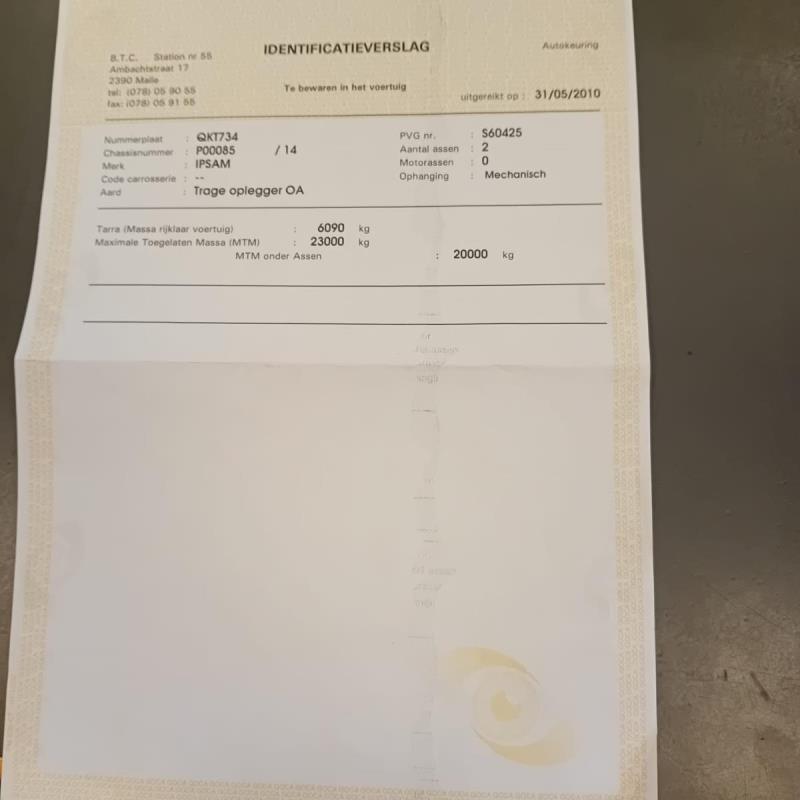 IDENTIFICATIEVERSLAG
Autokeuring
B.T.C. Station nr 55
Ambachtstraat 17
2390 Malle
tel: (078) 05 90 55
fax: (078) 05 91 55
Te bewaren in het voertuig
uitgereikt op : 31/05/2010
Nummerplaat : QKT734
PVG nr. : S60425
Chassisnummer : P00085 / 14
Aantal assen : 2
Merk : IPSAM
Motorassen : 0
Code carrosserie : --
Ophanging : Mechanisch
Aard : Trage oplegger OA
Tarra (Massa rijklaar voertuig) : 6090 kg
Maximale Toegelaten Massa (MTM) : 23000 kg
MTM onder Assen : 20000 kg